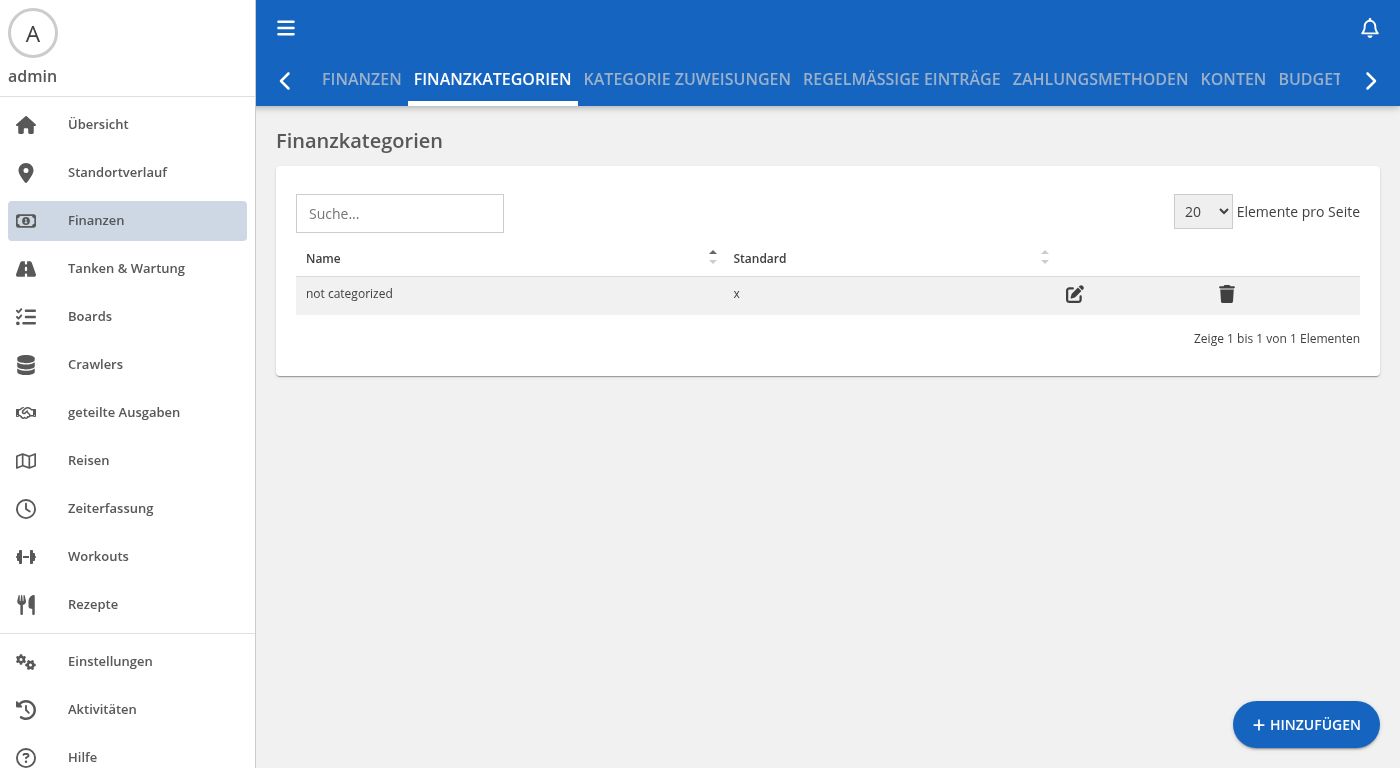 A
admin
Übersicht
Standortverlauf
Finanzen
Tanken & Wartung
Boards
Crawlers
geteilte Ausgaben
Reisen
Zeiterfassung
Workouts
Rezepte
Einstellungen
Aktivitäten
Hilfe
FINANZEN FINANZKATEGORIEN KATEGORIE ZUWEISUNGEN REGELMÄSSIGE EINTRÄGE ZAHLUNGSMETHODEN KONTEN BUDGET
Finanzkategorien
Suche... 20 Elemente pro Seite
Name Standard
not categorized x
Zeige 1 bis 1 von 1 Elementen
+ HINZUFÜGEN